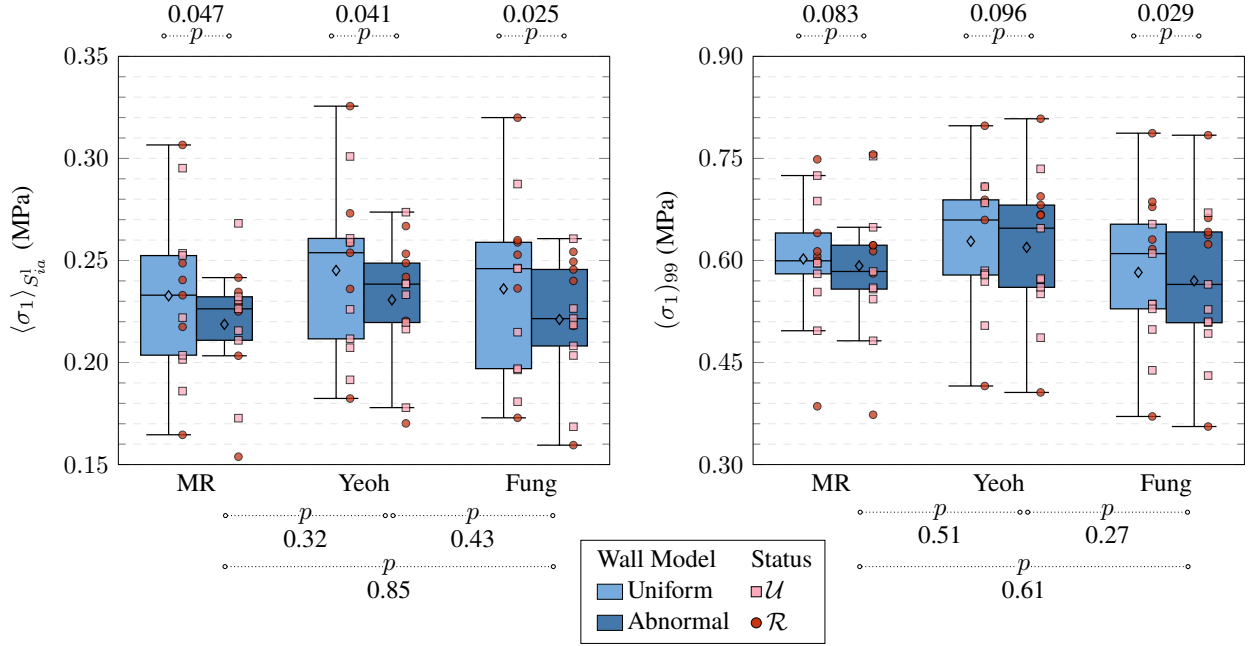 0.047 0.041 0.025
p p p
0.35
0.30
0.25
0.20
0.15
⟨σ₁⟩ S¹ᵢₐ (MPa)
MR Yeoh Fung
p p
0.32 0.43
p
0.85
0.083 0.096 0.029
p p p
0.90
0.75
0.60
0.45
0.30
(σ₁)₉₉ (MPa)
MR Yeoh Fung
p p
0.51 0.27
p
0.61
Wall Model Status
Uniform 𝒰
Abnormal ℛ